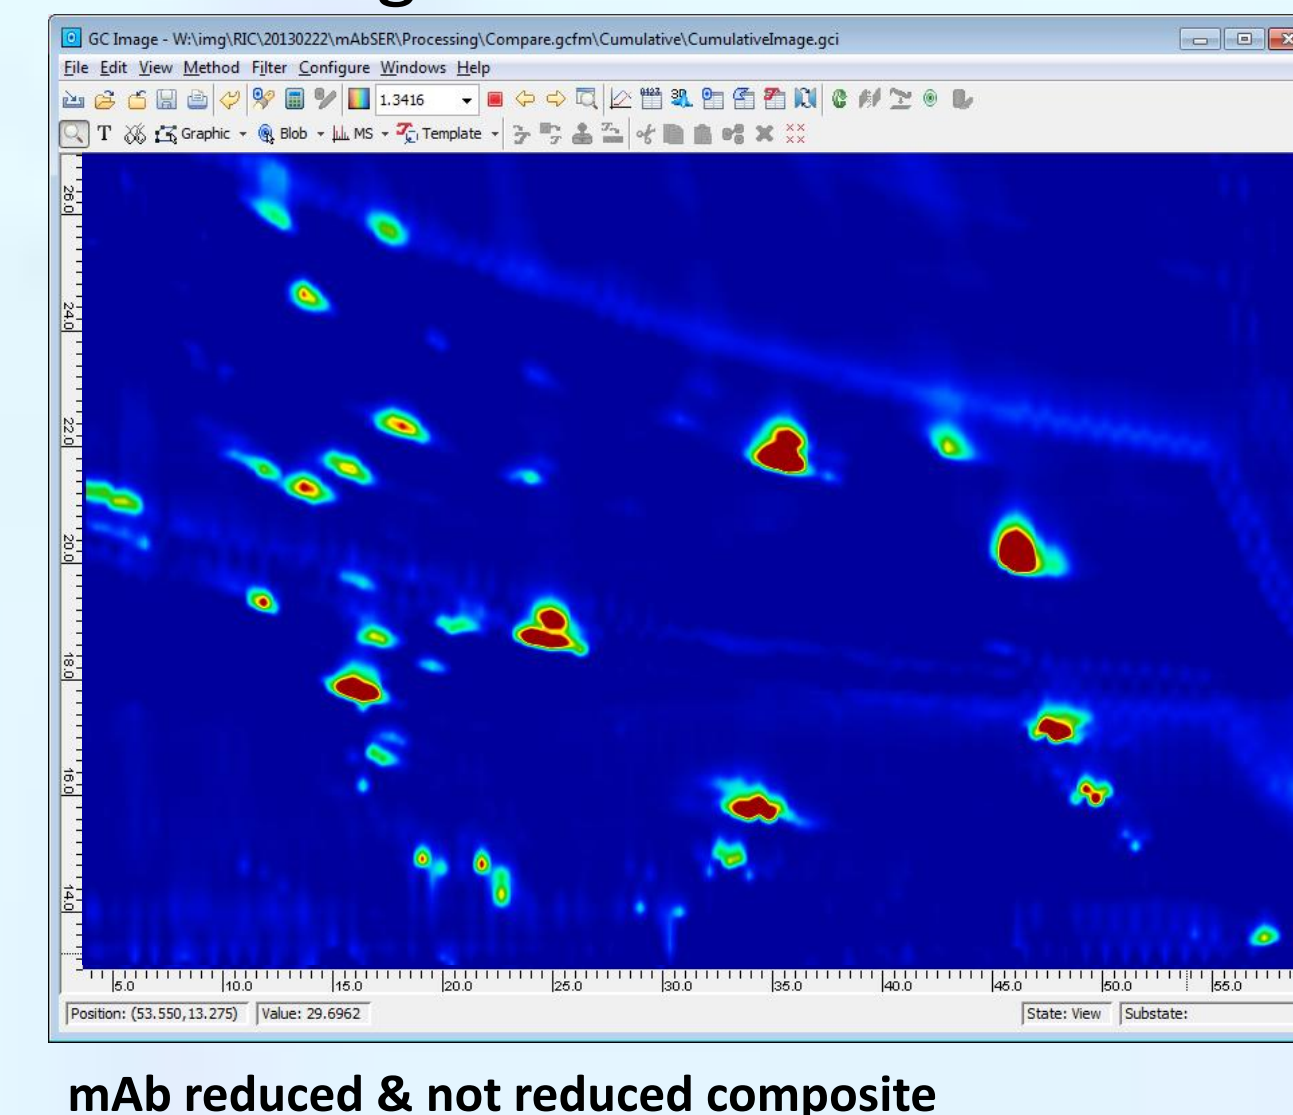 GC Image - W:\img\RIC\20130222\mAbSER\Processing\Compare.gcfm\Cumulative\CumulativeImage.gci
File Edit View Method Filter Configure Windows Help
1.3416
T Graphic Blob MS Template
26.0
24.0
22.0
20.0
18.0
16.0
14.0
5.0 10.0 15.0 20.0 25.0 30.0 35.0 40.0 45.0 50.0 55.0
Position: (53.550,13.275) Value: 29.6962 State: View Substate:
mAb reduced & not reduced composite